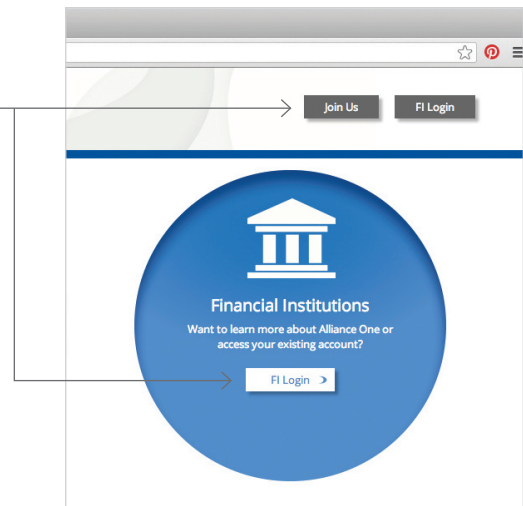 Join Us
FI Login
Financial Institutions
Want to learn more about Alliance One or
access your existing account?
FI Login